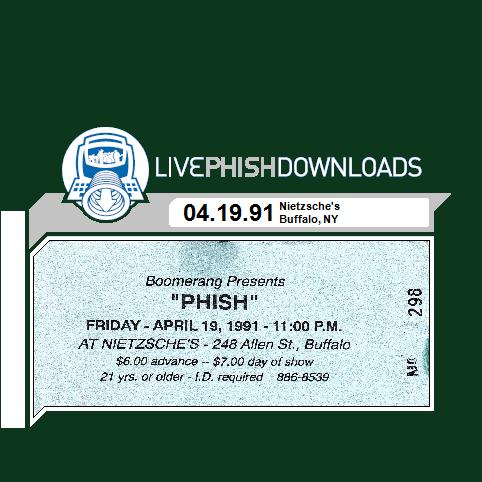 LIVEPHISHDOWNLOADS
04.19.91 Nietzsche's
Buffalo, NY
Boomerang Presents
"PHISH"
FRIDAY - APRIL 19, 1991 - 11:00 P.M.
AT NIETZSCHE'S - 248 Allen St., Buffalo
$6.00 advance -- $7.00 day of show
21 yrs. or older - I.D. required 886-8539
No 298